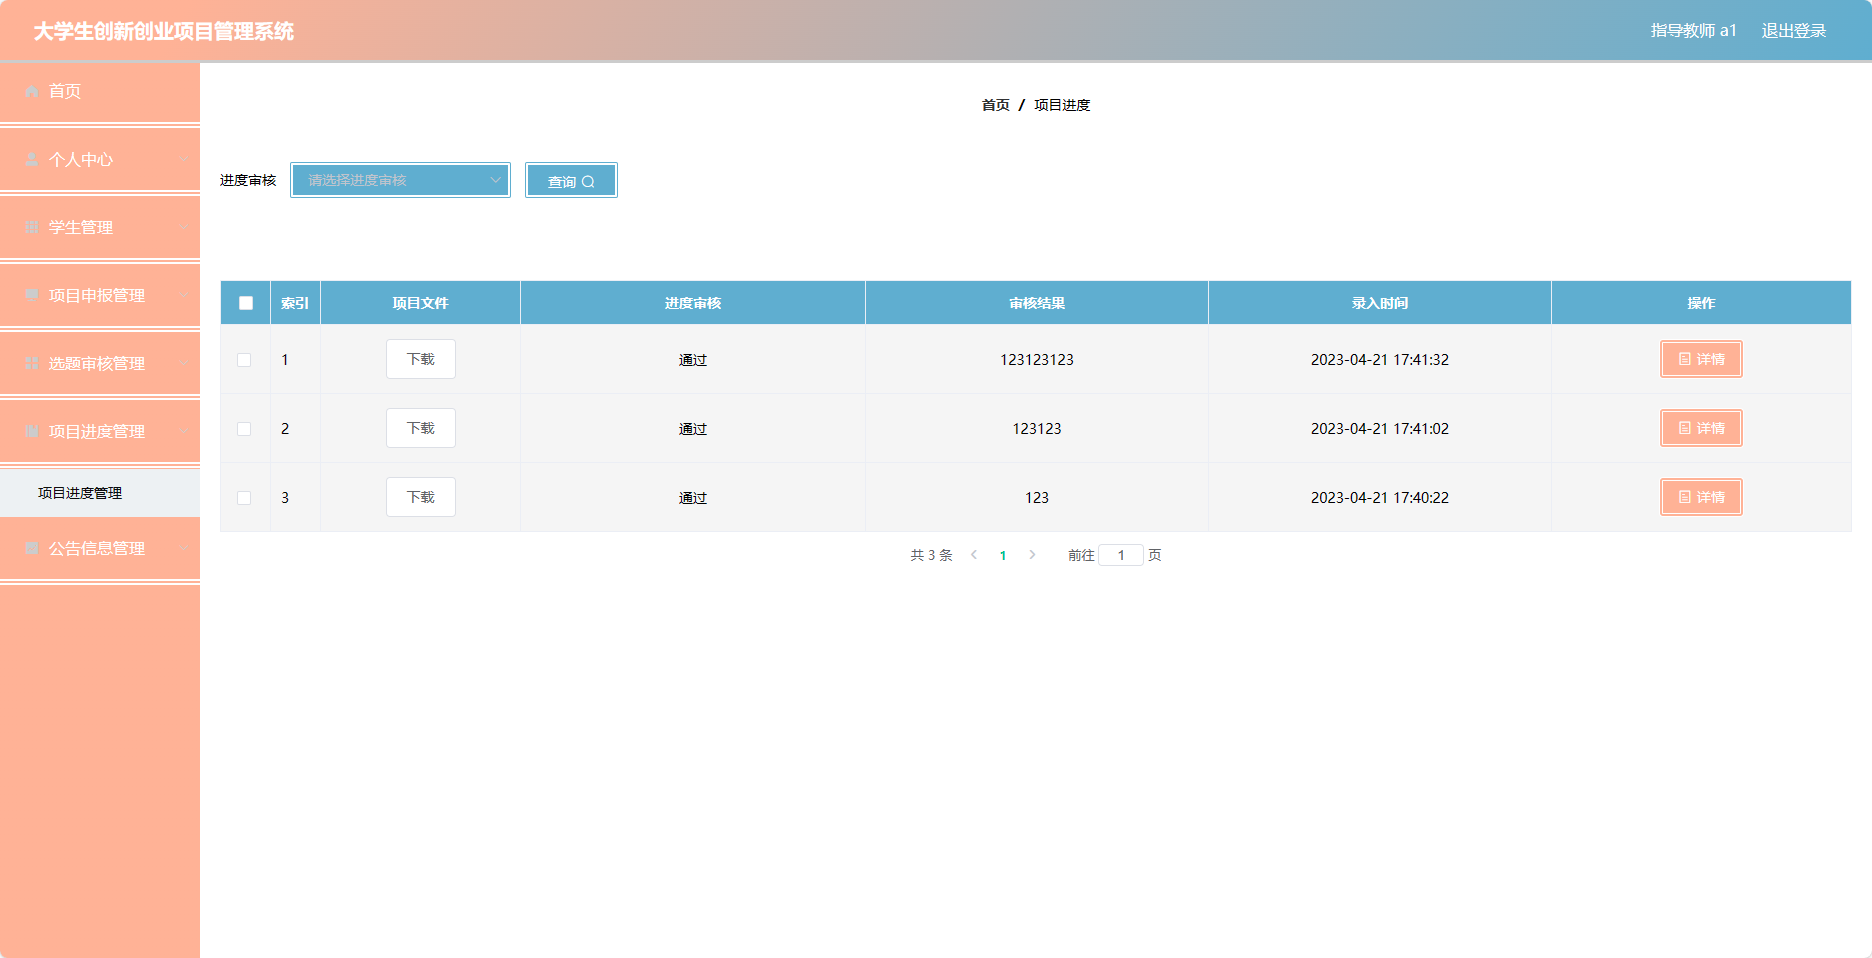 大学生创新创业项目管理系统
指导教师 a1 退出登录
首页
个人中心
学生管理
项目申报管理
选题审核管理
项目进度管理
项目进度管理
公告信息管理
首页 / 项目进度
进度审核 请选择进度审核 查询
索引 项目文件 进度审核 审核结果 录入时间 操作
1 下载 通过 123123123 2023-04-21 17:41:32 详情
2 下载 通过 123123 2023-04-21 17:41:02 详情
3 下载 通过 123 2023-04-21 17:40:22 详情
共 3 条 1 前往 1 页